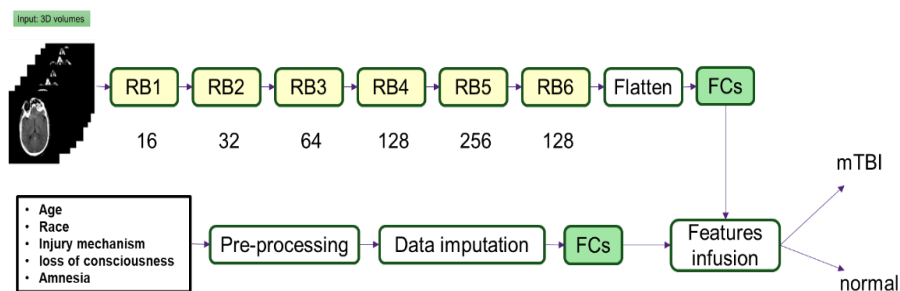 Input: 3D volumes
RB1 RB2 RB3 RB4 RB5 RB6 Flatten FCs
16 32 64 128 256 128
mTBI
• Age
• Race
• Injury mechanism
• loss of consciousness
• Amnesia
Pre-processing Data imputation FCs Features
infusion
normal